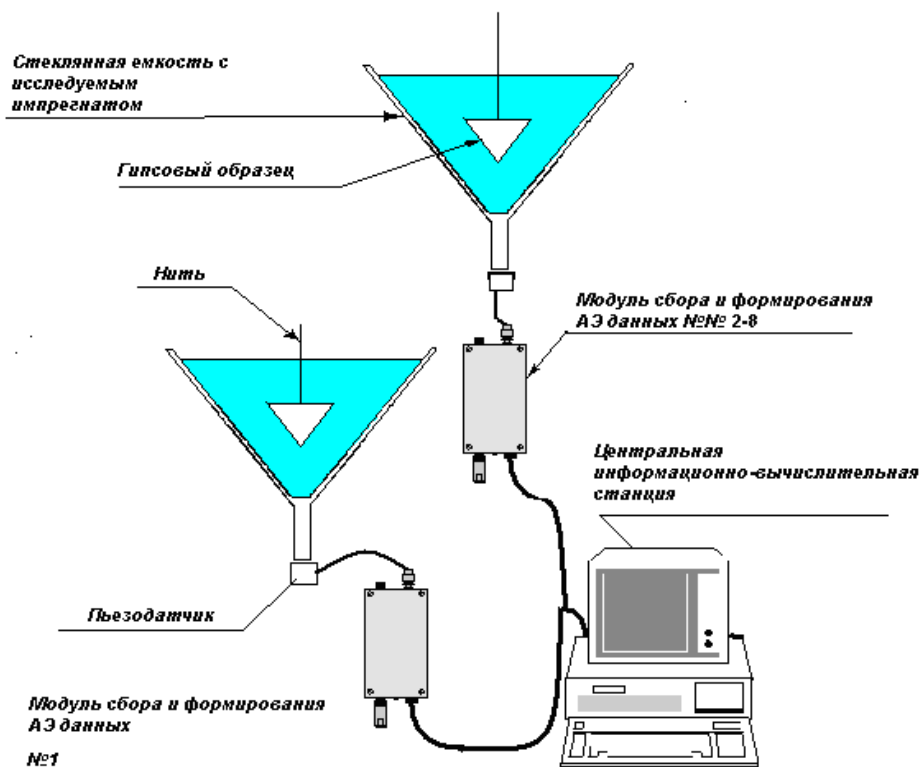 Стеклянная емкость с
исследуемым
импрегнатом
Гипсовый образец
Нить
Модуль сбора и формирования
АЭ данных №№ 2-8
Центральная
информационно-вычислительная
станция
Пьезодатчик
Модуль сбора и формирования
АЭ данных
№1